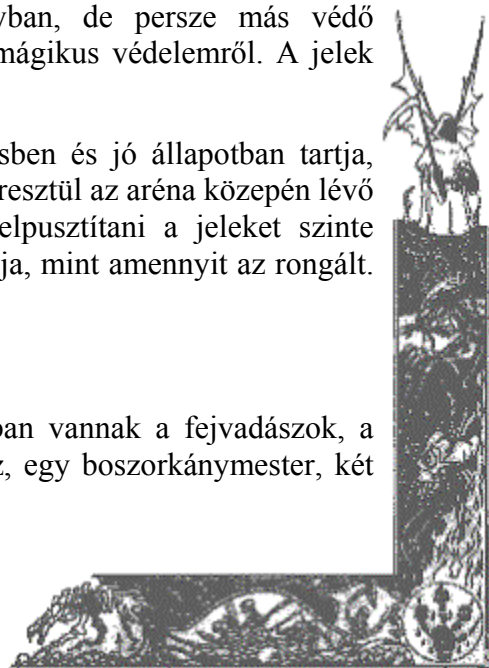 yban, de persze más védő
mágikus védelemről. A jelek
sben és jó állapotban tartja,
resztül az aréna közepén lévő
elpusztítani a jeleket szinte
ja, mint amennyit az rongált.
ban vannak a fejvadászok, a
z, egy boszorkánymester, két